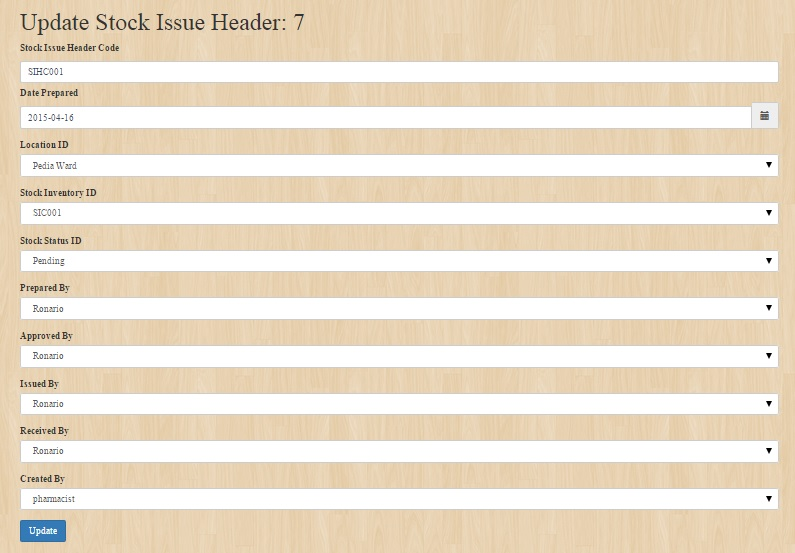 Update Stock Issue Header: 7
Stock Issue Header Code
SIHC001
Date Prepared
2015-04-16
Location ID
Pedia Ward
Stock Inventory ID
SIC001
Stock Status ID
Pending
Prepared By
Ronario
Approved By
Ronario
Issued By
Ronario
Received By
Ronario
Created By
pharmacist
Update